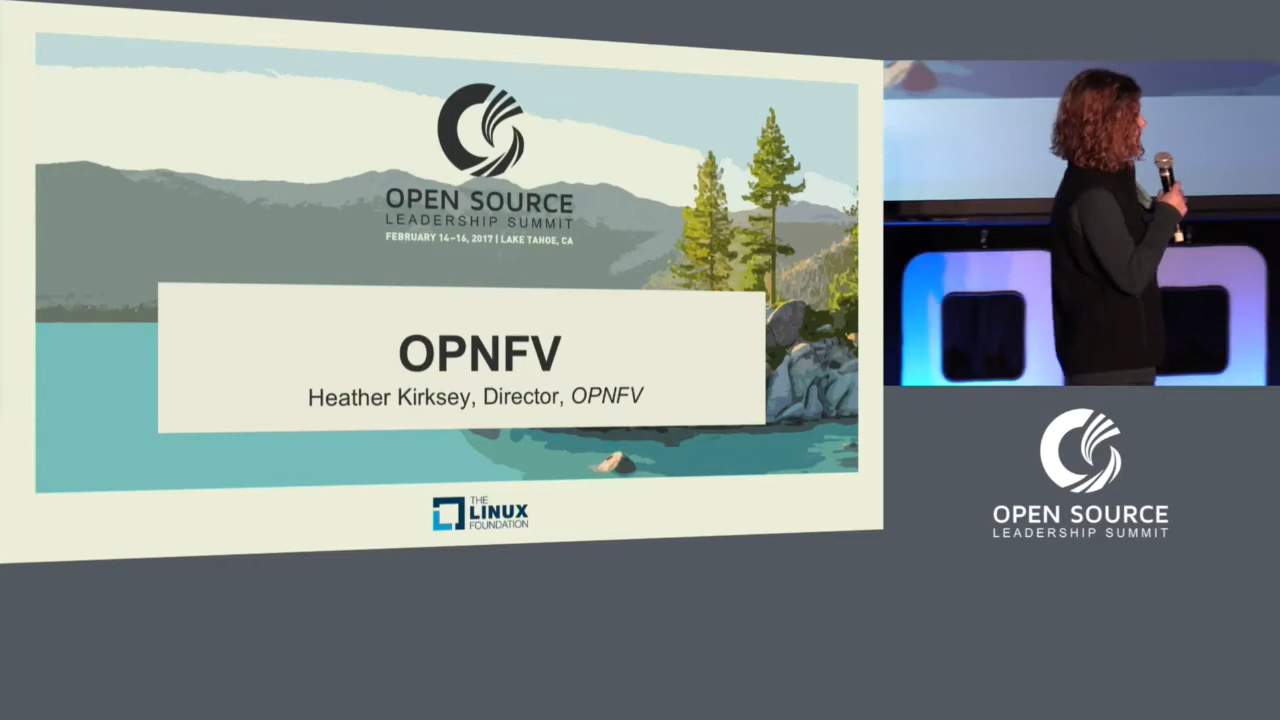 OPEN SOURCE
LEADERSHIP SUMMIT
FEBRUARY 14–16, 2017 | LAKE TAHOE, CA
OPNFV
Heather Kirksey, Director, OPNFV
THE
LINUX
FOUNDATION
OPEN SOURCE
LEADERSHIP SUMMIT